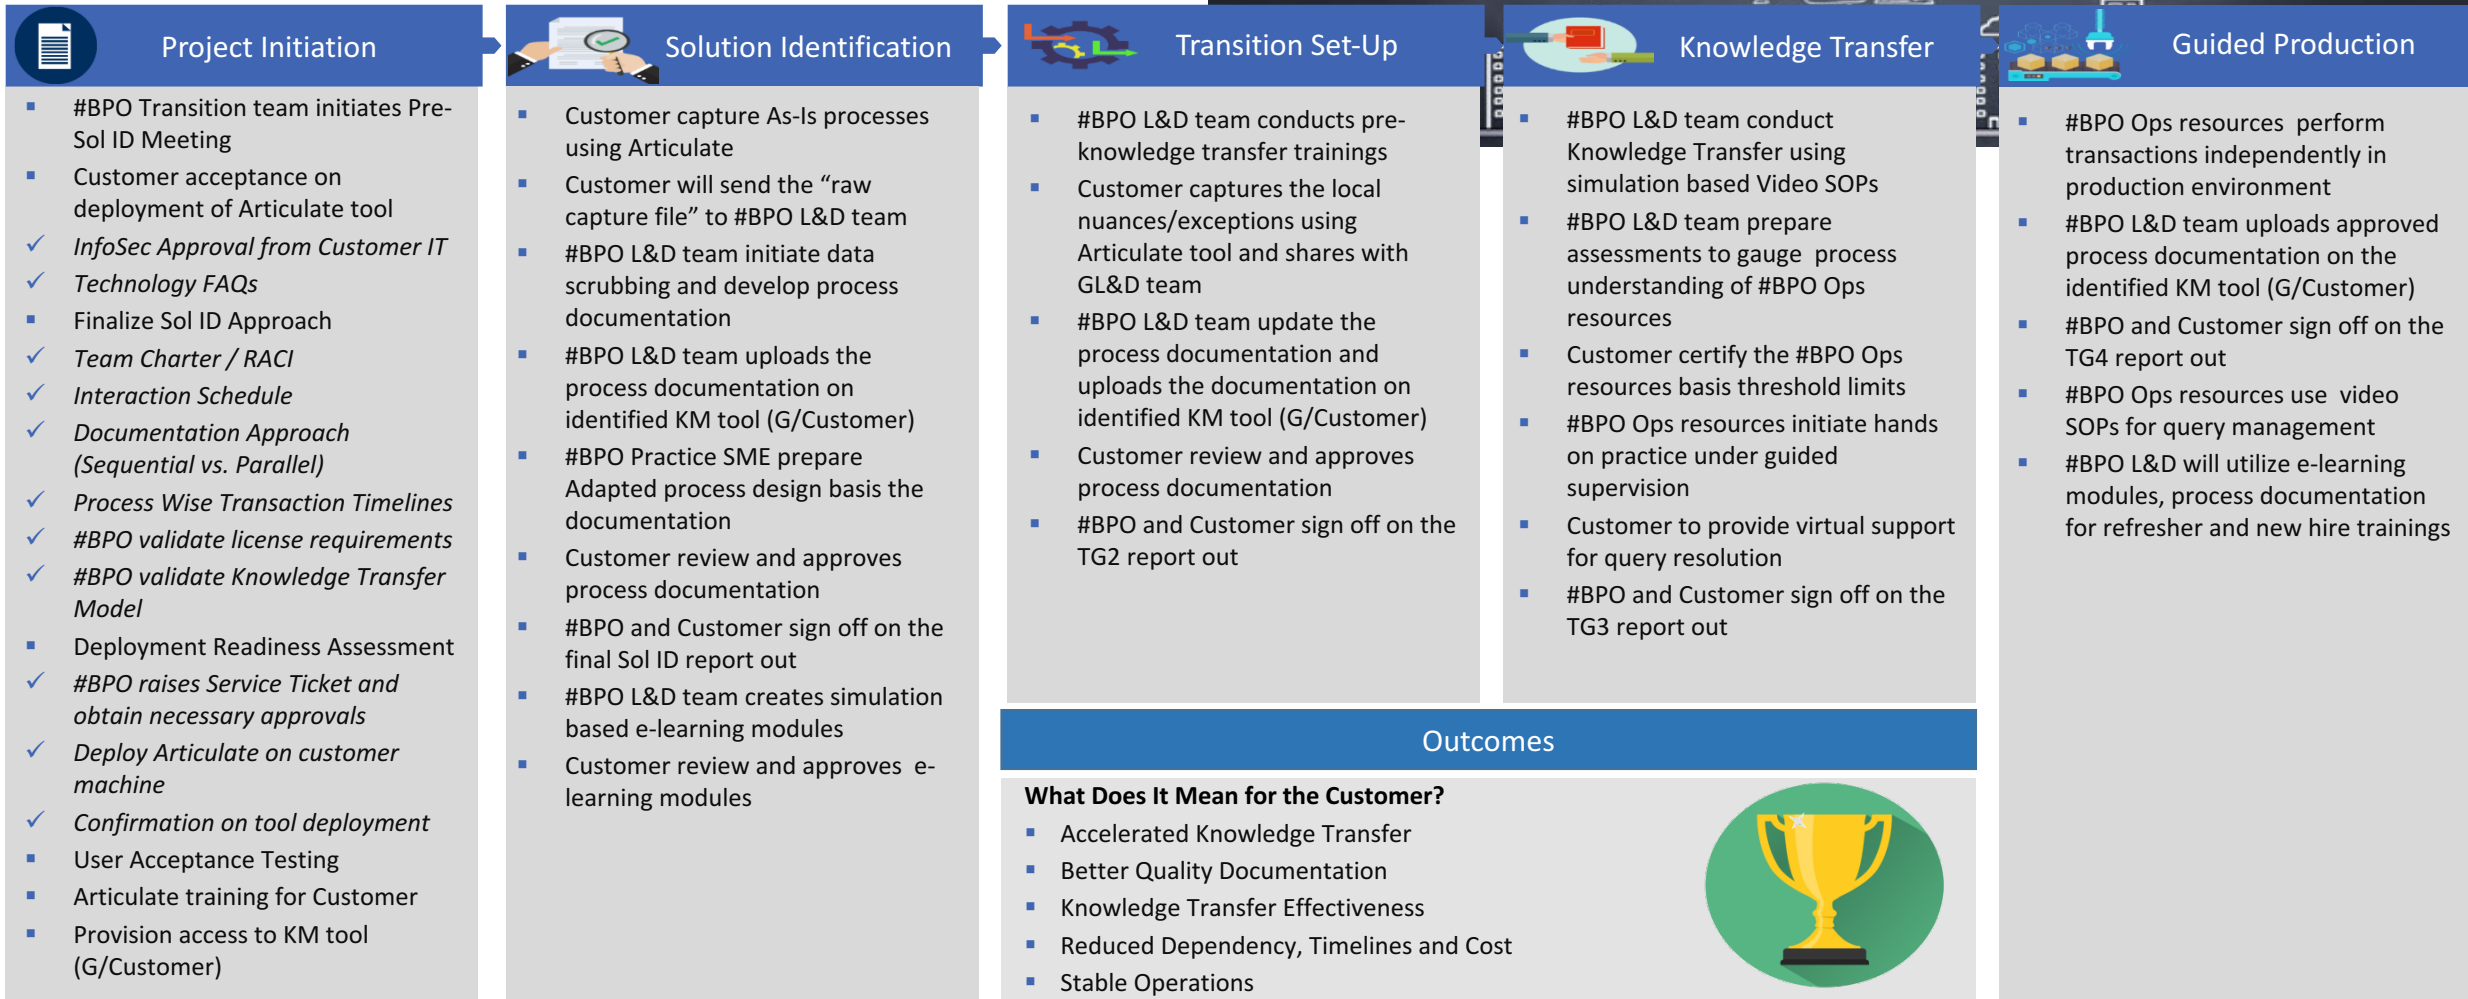 Project Initiation
#BPO Transition team initiates Pre-
Sol ID Meeting
Customer acceptance on
deployment of Articulate tool
InfoSec Approval from Customer IT
Technology FAQs
Finalize Sol ID Approach
Team Charter / RACI
Interaction Schedule
Documentation Approach
(Sequential vs. Parallel)
Process Wise Transaction Timelines
#BPO validate license requirements
#BPO validate Knowledge Transfer
Model
Deployment Readiness Assessment
#BPO raises Service Ticket and
obtain necessary approvals
Deploy Articulate on customer
machine
Confirmation on tool deployment
User Acceptance Testing
Articulate training for Customer
Provision access to KM tool
(G/Customer)
Solution Identification
Customer capture As-Is processes
using Articulate
Customer will send the “raw
capture file” to #BPO L&D team
#BPO L&D team initiate data
scrubbing and develop process
documentation
#BPO L&D team uploads the
process documentation on
identified KM tool (G/Customer)
#BPO Practice SME prepare
Adapted process design basis the
documentation
Customer review and approves
process documentation
#BPO and Customer sign off on the
final Sol ID report out
#BPO L&D team creates simulation
based e-learning modules
Customer review and approves e-
learning modules
Transition Set-Up
#BPO L&D team conducts pre-
knowledge transfer trainings
Customer captures the local
nuances/exceptions using
Articulate tool and shares with
GL&D team
#BPO L&D team update the
process documentation and
uploads the documentation on
identified KM tool (G/Customer)
Customer review and approves
process documentation
#BPO and Customer sign off on the
TG2 report out
Knowledge Transfer
#BPO L&D team conduct
Knowledge Transfer using
simulation based Video SOPs
#BPO L&D team prepare
assessments to gauge process
understanding of #BPO Ops
resources
Customer certify the #BPO Ops
resources basis threshold limits
#BPO Ops resources initiate hands
on practice under guided
supervision
Customer to provide virtual support
for query resolution
#BPO and Customer sign off on the
TG3 report out
Guided Production
#BPO Ops resources perform
transactions independently in
production environment
#BPO L&D team uploads approved
process documentation on the
identified KM tool (G/Customer)
#BPO and Customer sign off on the
TG4 report out
#BPO Ops resources use video
SOPs for query management
#BPO L&D will utilize e-learning
modules, process documentation
for refresher and new hire trainings
Outcomes
What Does It Mean for the Customer?
Accelerated Knowledge Transfer
Better Quality Documentation
Knowledge Transfer Effectiveness
Reduced Dependency, Timelines and Cost
Stable Operations